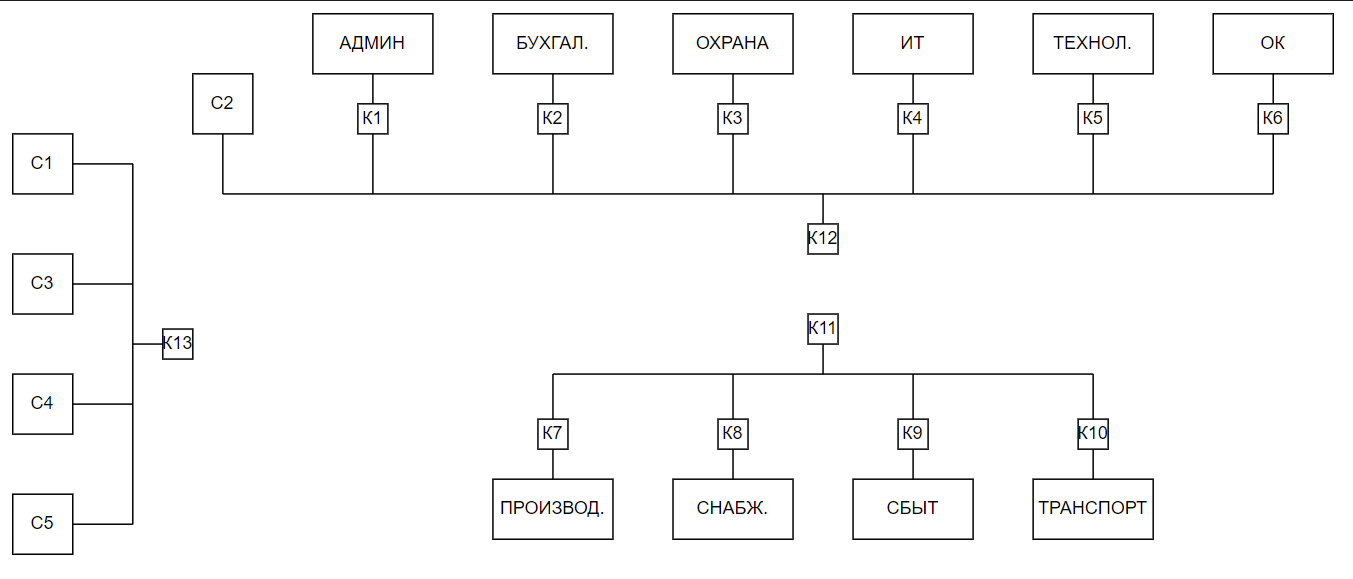 АДМИН
БУХГАЛ.
ОХРАНА
ИТ
ТЕХНОЛ.
ОК
С2
К1
К2
К3
К4
К5
К6
С1
К12
С3
К11
К13
С4
К7
К8
К9
К10
С5
ПРОИЗВОД.
СНАБЖ.
СБЫТ
ТРАНСПОРТ